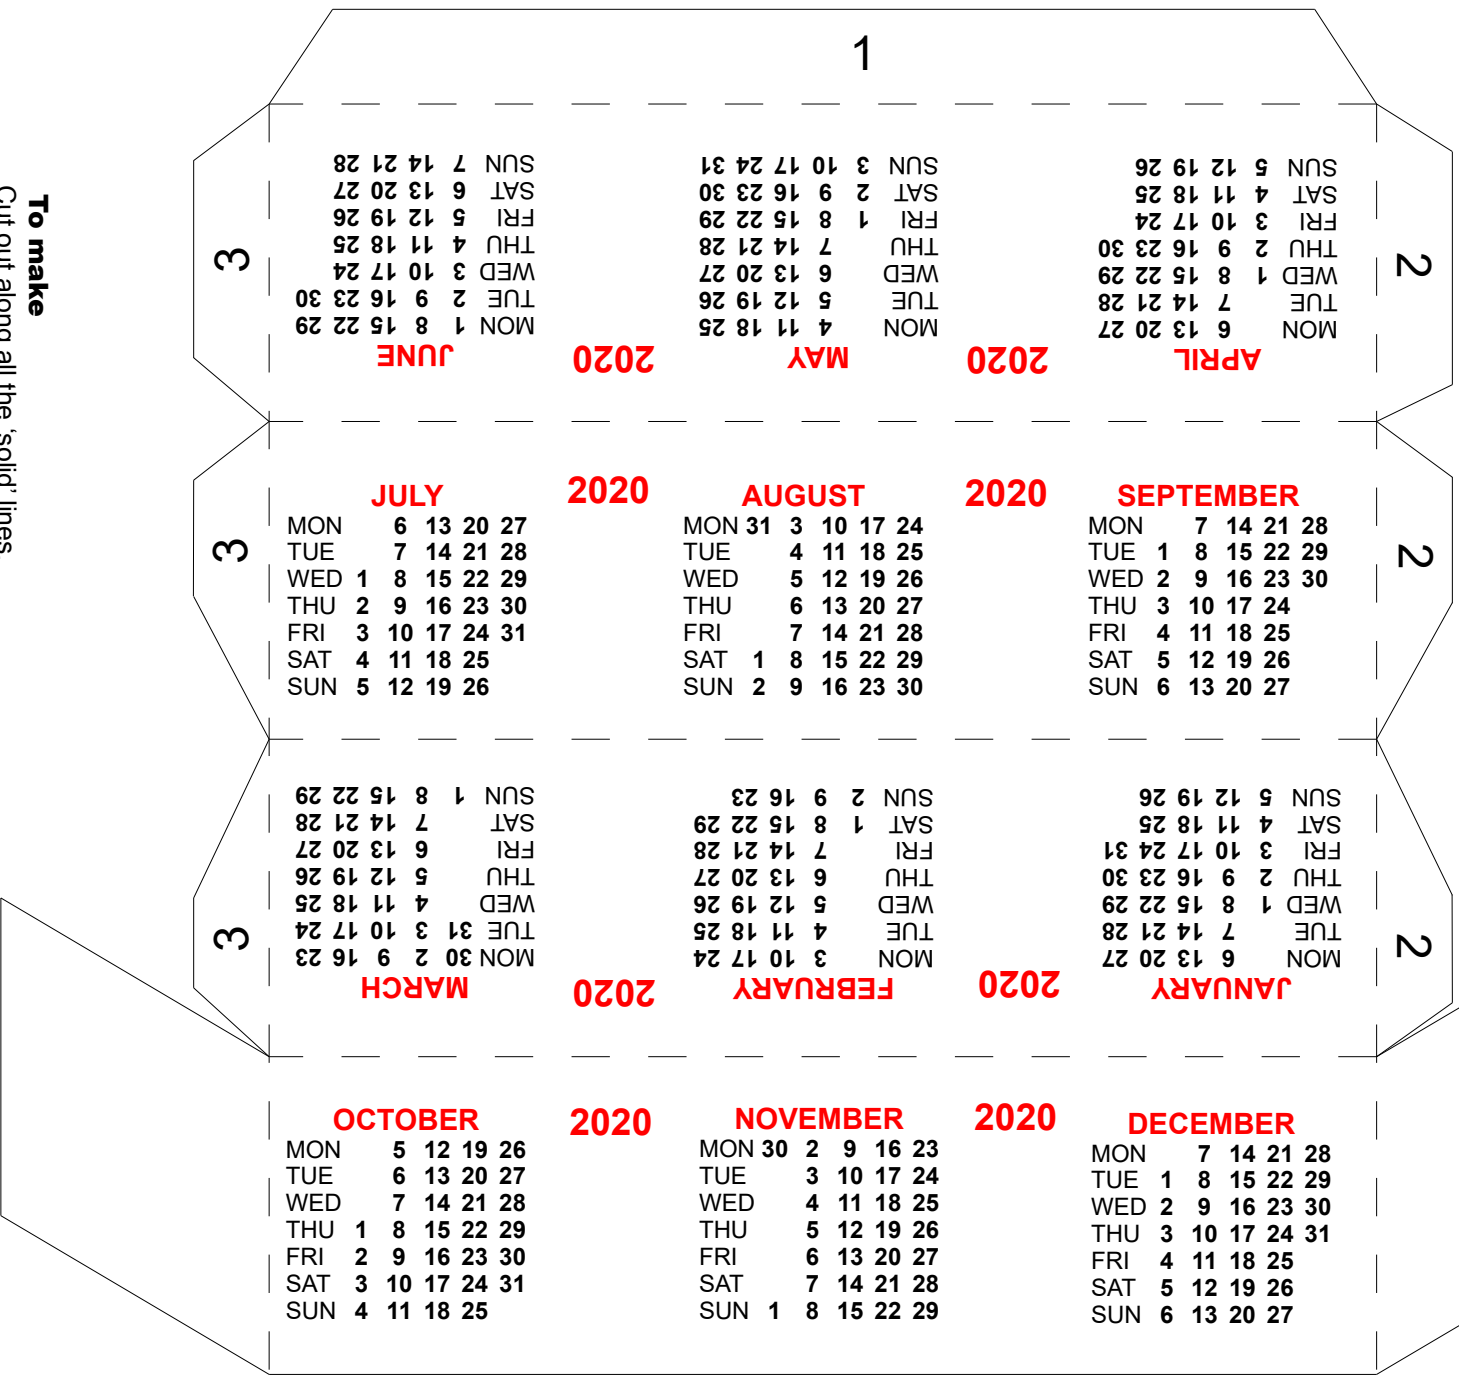 1
3
2
JUNE
MON 1 8 15 22 29
TUE 2 9 16 23 30
WED 3 10 17 24
THU 4 11 18 25
FRI 5 12 19 26
SAT 6 13 20 27
SUN 7 14 21 28
2020
MAY
MON 4 11 18 25
TUE 5 12 19 26
WED 6 13 20 27
THU 7 14 21 28
FRI 1 8 15 22 29
SAT 2 9 16 23 30
SUN 3 10 17 24 31
2020
APRIL
MON 6 13 20 27
TUE 7 14 21 28
WED 1 8 15 22 29
THU 2 9 16 23 30
FRI 3 10 17 24
SAT 4 11 18 25
SUN 5 12 19 26
To make
Cut out along all the 'solid' lines
3
2
JULY
MON 6 13 20 27
TUE 7 14 21 28
WED 1 8 15 22 29
THU 2 9 16 23 30
FRI 3 10 17 24 31
SAT 4 11 18 25
SUN 5 12 19 26
2020
AUGUST
MON 31 3 10 17 24
TUE 4 11 18 25
WED 5 12 19 26
THU 6 13 20 27
FRI 7 14 21 28
SAT 1 8 15 22 29
SUN 2 9 16 23 30
2020
SEPTEMBER
MON 7 14 21 28
TUE 1 8 15 22 29
WED 2 9 16 23 30
THU 3 10 17 24
FRI 4 11 18 25
SAT 5 12 19 26
SUN 6 13 20 27
3
2
MARCH
MON 30 2 9 16 23
TUE 31 3 10 17 24
WED 4 11 18 25
THU 5 12 19 26
FRI 6 13 20 27
SAT 7 14 21 28
SUN 1 8 15 22 29
2020
FEBRUARY
MON 3 10 17 24
TUE 4 11 18 25
WED 5 12 19 26
THU 6 13 20 27
FRI 7 14 21 28
SAT 1 8 15 22 29
SUN 2 9 16 23
2020
JANUARY
MON 6 13 20 27
TUE 7 14 21 28
WED 1 8 15 22 29
THU 2 9 16 23 30
FRI 3 10 17 24 31
SAT 4 11 18 25
SUN 5 12 19 26
OCTOBER
MON 5 12 19 26
TUE 6 13 20 27
WED 7 14 21 28
THU 1 8 15 22 29
FRI 2 9 16 23 30
SAT 3 10 17 24 31
SUN 4 11 18 25
2020
NOVEMBER
MON 30 2 9 16 23
TUE 3 10 17 24
WED 4 11 18 25
THU 5 12 19 26
FRI 6 13 20 27
SAT 7 14 21 28
SUN 1 8 15 22 29
2020
DECEMBER
MON 7 14 21 28
TUE 1 8 15 22 29
WED 2 9 16 23 30
THU 3 10 17 24 31
FRI 4 11 18 25
SAT 5 12 19 26
SUN 6 13 20 27